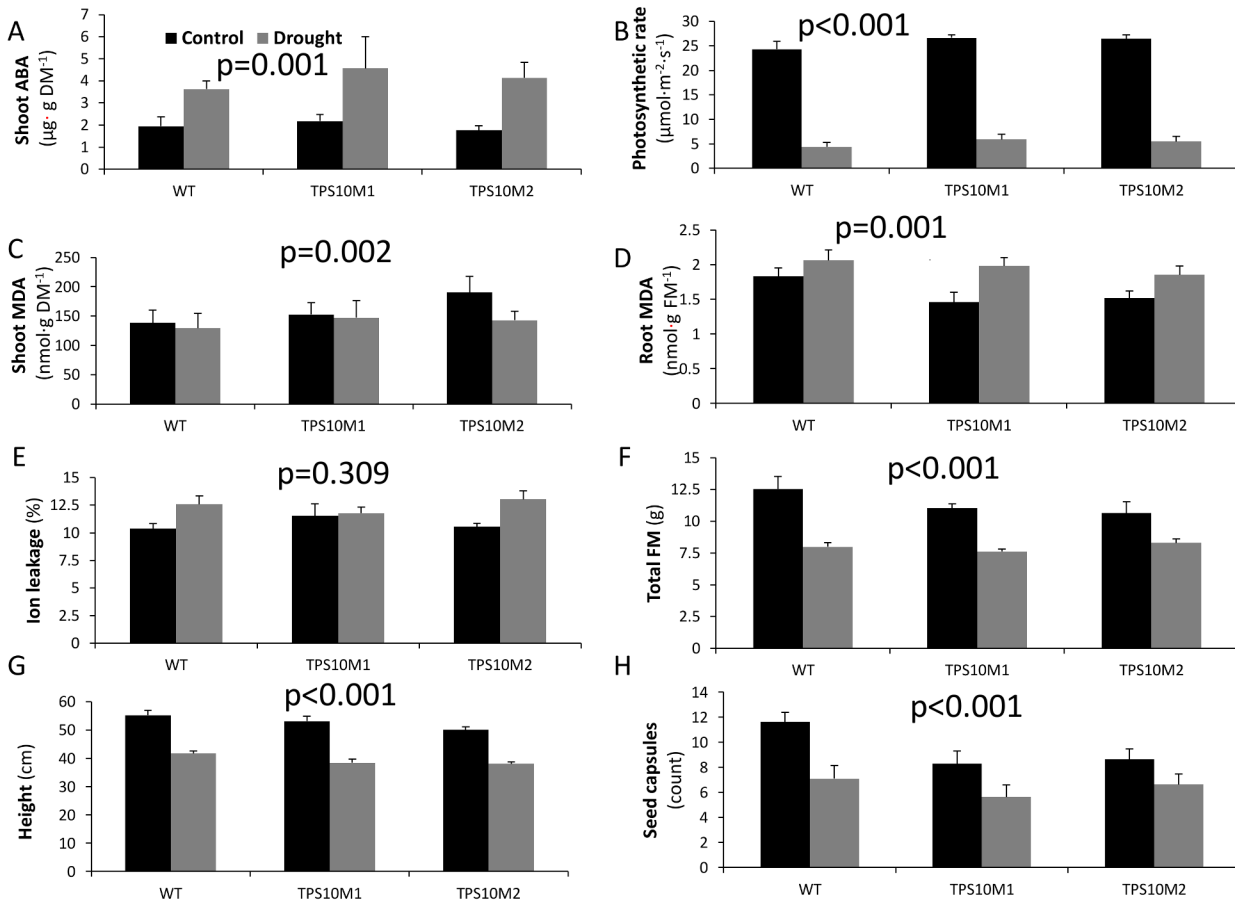 A
Shoot ABA
(µg· g DM⁻¹)
7
6
5
4
3
2
1
0
Control Drought
p=0.001
WT TPS10M1 TPS10M2
B
Photosynthetic rate
(µmol·m⁻²·s⁻¹)
30
25
20
15
10
5
0
p<0.001
WT TPS10M1 TPS10M2
C
Shoot MDA
(nmol·g DM⁻¹)
250
200
150
100
50
0
p=0.002
WT TPS10M1 TPS10M2
D
Root MDA
(nmol·g FM⁻¹)
2.5
2
1.5
1
0.5
0
p=0.001
WT TPS10M1 TPS10M2
E
Ion leakage (%)
15
12.5
10
7.5
5
2.5
0
p=0.309
WT TPS10M1 TPS10M2
F
Total FM (g)
15
12.5
10
7.5
5
2.5
0
p<0.001
WT TPS10M1 TPS10M2
G
Height (cm)
60
50
40
30
20
10
0
p<0.001
WT TPS10M1 TPS10M2
H
Seed capsules
(count)
14
12
10
8
6
4
2
0
p<0.001
WT TPS10M1 TPS10M2